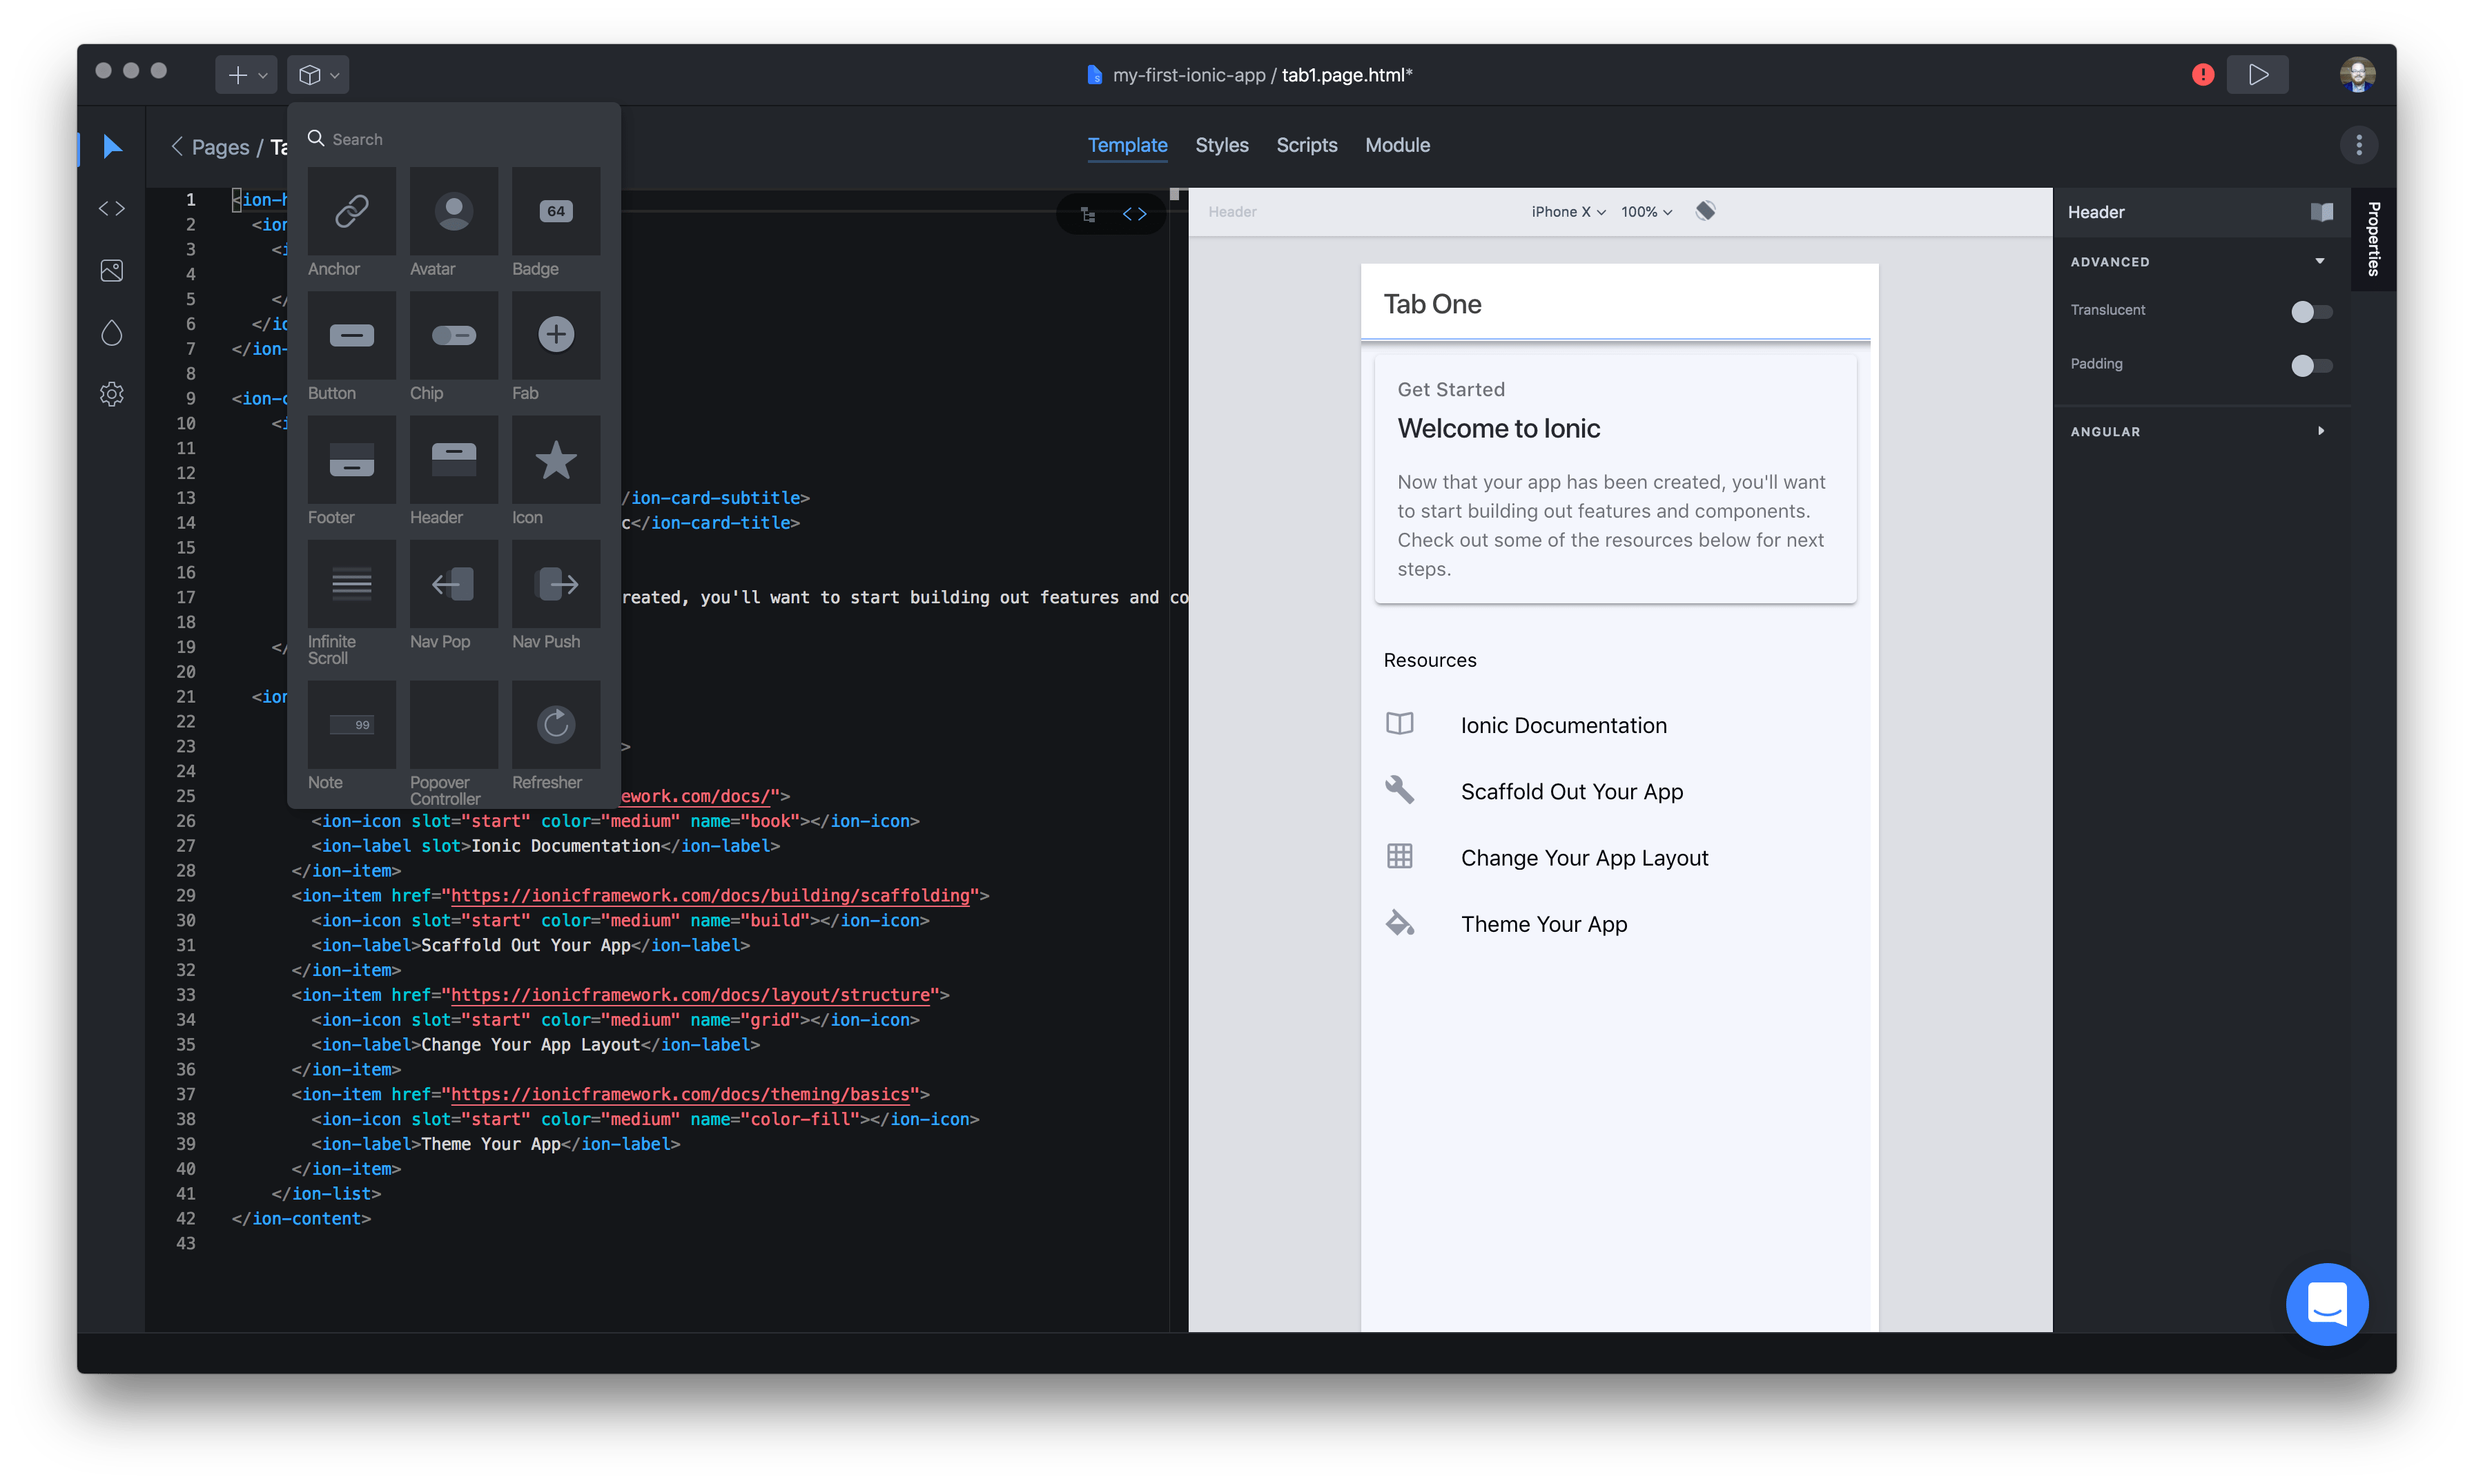 my-first-ionic-app / tab1.page.html*
Pages / Ta
Template Styles Scripts Module
Search
Anchor Avatar Badge
64
Button Chip Fab
Footer Header Icon
Infinite Scroll
Nav Pop Nav Push
99
Note
Popover Controller
Refresher
1 <ion-h
2 <ion
3 <i
4
5 </
6 </io
7 </ion-
8
9 <ion-c
10 <i
11
12
13 /ion-card-subtitle>
14 c</ion-card-title>
15
16
17 reated, you'll want to start building out features and co
18
19 </
20
21 <ion
22
23 >
24
25 ework.com/docs/">
26 <ion-icon slot="start" color="medium" name="book"></ion-icon>
27 <ion-label slot>Ionic Documentation</ion-label>
28 </ion-item>
29 <ion-item href="https://ionicframework.com/docs/building/scaffolding">
30 <ion-icon slot="start" color="medium" name="build"></ion-icon>
31 <ion-label>Scaffold Out Your App</ion-label>
32 </ion-item>
33 <ion-item href="https://ionicframework.com/docs/layout/structure">
34 <ion-icon slot="start" color="medium" name="grid"></ion-icon>
35 <ion-label>Change Your App Layout</ion-label>
36 </ion-item>
37 <ion-item href="https://ionicframework.com/docs/theming/basics">
38 <ion-icon slot="start" color="medium" name="color-fill"></ion-icon>
39 <ion-label>Theme Your App</ion-label>
40 </ion-item>
41 </ion-list>
42 </ion-content>
43
Header
iPhone X 100%
Tab One
Get Started
Welcome to Ionic
Now that your app has been created, you'll want
to start building out features and components.
Check out some of the resources below for next
steps.
Resources
Ionic Documentation
Scaffold Out Your App
Change Your App Layout
Theme Your App
Header
Properties
ADVANCED
Translucent
Padding
ANGULAR